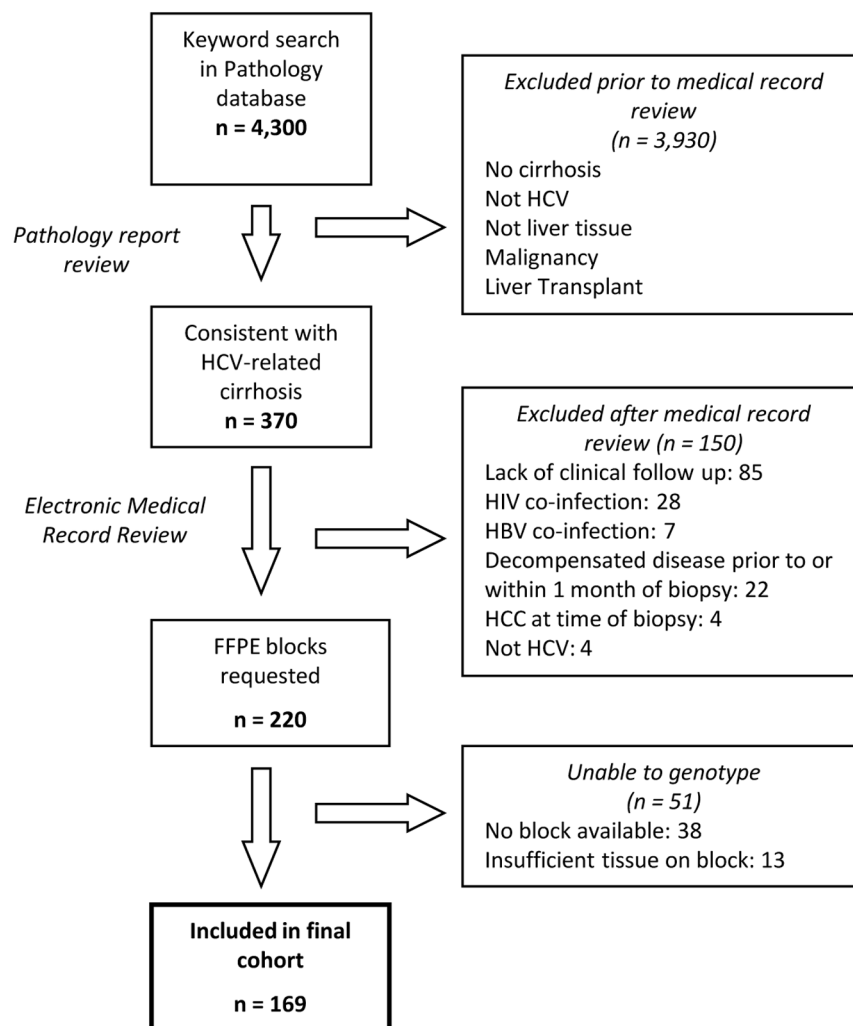 Keyword search
in Pathology
database
n = 4,300
Excluded prior to medical record
review
(n = 3,930)
No cirrhosis
Not HCV
Not liver tissue
Malignancy
Liver Transplant
Pathology report
review
Consistent with
HCV-related
cirrhosis
n = 370
Excluded after medical record
review (n = 150)
Lack of clinical follow up: 85
HIV co-infection: 28
HBV co-infection: 7
Decompensated disease prior to or
within 1 month of biopsy: 22
HCC at time of biopsy: 4
Not HCV: 4
Electronic Medical
Record Review
FFPE blocks
requested
n = 220
Unable to genotype
(n = 51)
No block available: 38
Insufficient tissue on block: 13
Included in final
cohort
n = 169